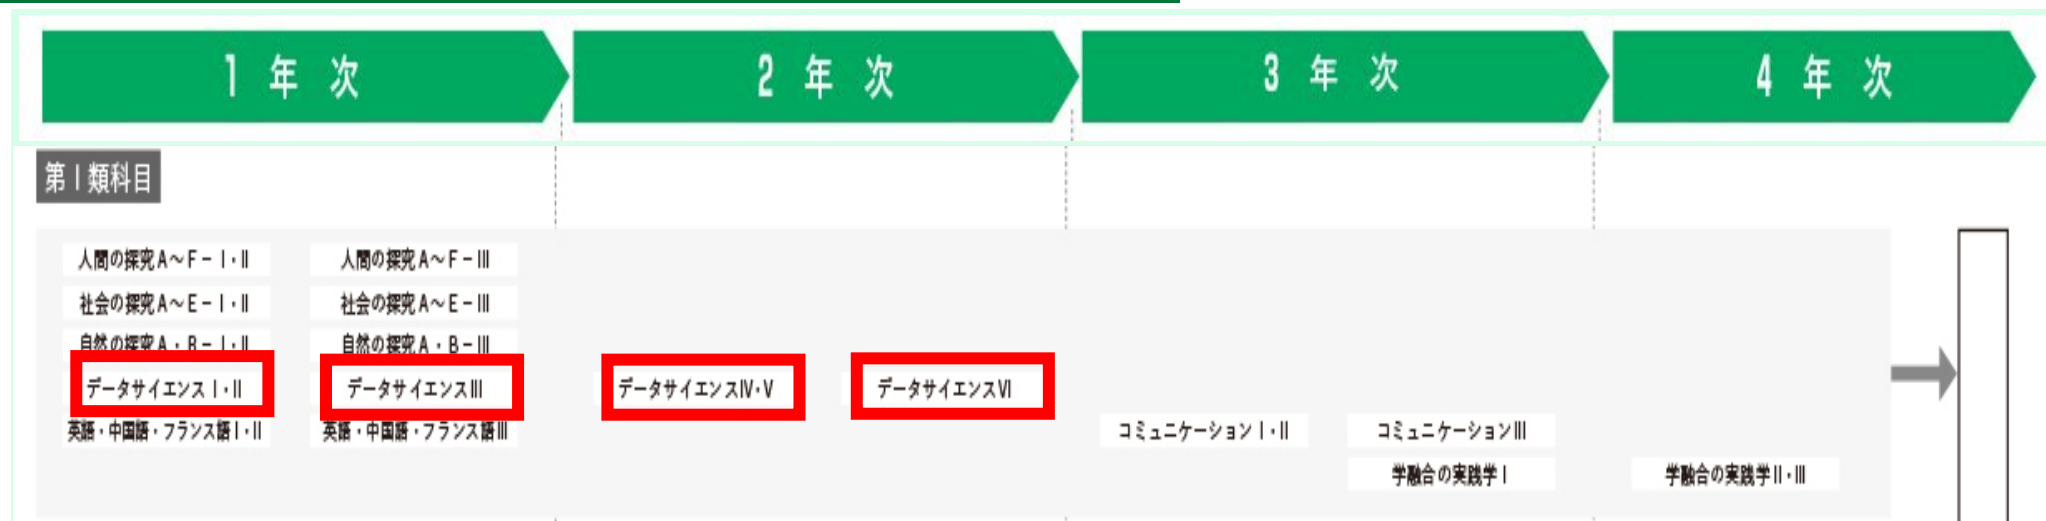 1 年 次
2 年 次
3 年 次
4 年 次
第Ⅰ類科目
人間の探究A～F－Ⅰ・Ⅱ
人間の探究A～F－Ⅲ
社会の探究A～E－Ⅰ・Ⅱ
社会の探究A～E－Ⅲ
自然の探究A・B－Ⅰ・Ⅱ
自然の探究A・B－Ⅲ
データサイエンスⅠ・Ⅱ
データサイエンスⅢ
データサイエンスⅣ・Ⅴ
データサイエンスⅥ
英語・中国語・フランス語Ⅰ・Ⅱ
英語・中国語・フランス語Ⅲ
コミュニケーションⅠ・Ⅱ
コミュニケーションⅢ
学融合の実践学Ⅰ
学融合の実践学Ⅱ・Ⅲ